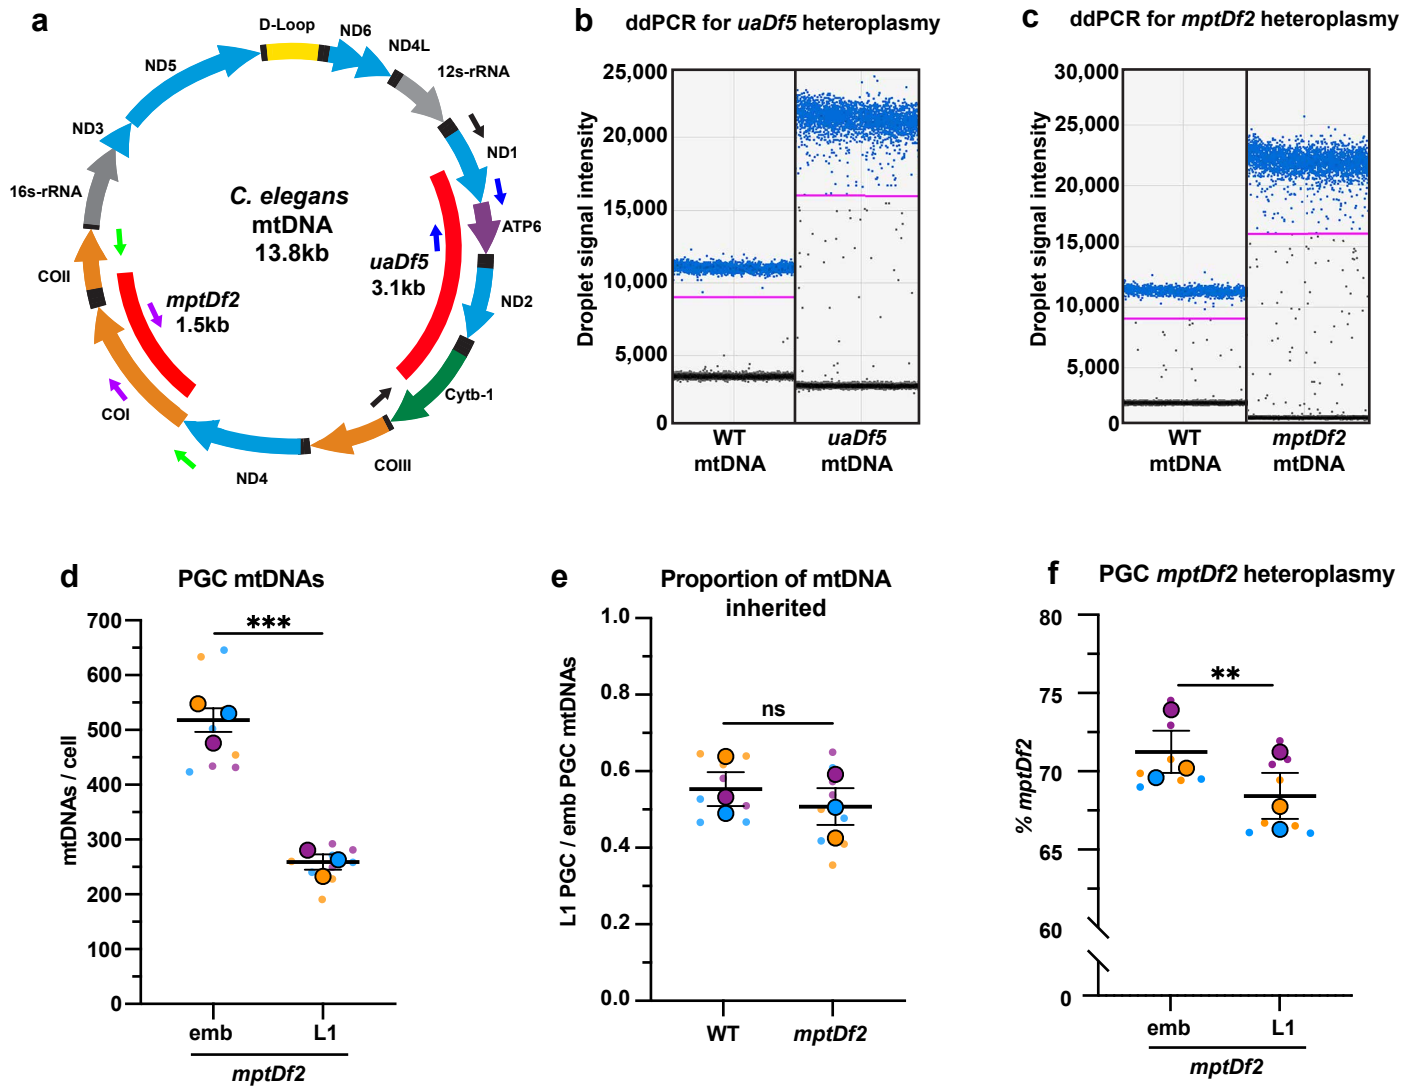 a
D-Loop
ND6
ND4L
12s-rRNA
ND1
ATP6
ND2
Cytb-1
COIII
ND4
COI
COII
16s-rRNA
ND3
ND5
C. elegans
mtDNA
13.8kb
uaDf5
3.1kb
mptDf2
1.5kb
b
ddPCR for uaDf5 heteroplasmy
Droplet signal intensity
25,000
20,000
15,000
10,000
5,000
0
WT
mtDNA
uaDf5
mtDNA
c
ddPCR for mptDf2 heteroplasmy
Droplet signal intensity
30,000
25,000
20,000
15,000
10,000
5,000
0
WT
mtDNA
mptDf2
mtDNA
d
PGC mtDNAs
mtDNAs / cell
700
600
500
400
300
200
100
0
***
emb
L1
mptDf2
e
Proportion of mtDNA
inherited
L1 PGC / emb PGC mtDNAs
1.0
0.8
0.6
0.4
0.2
0.0
ns
WT
mptDf2
f
PGC mptDf2 heteroplasmy
% mptDf2
80
75
70
65
60
0
**
emb
L1
mptDf2